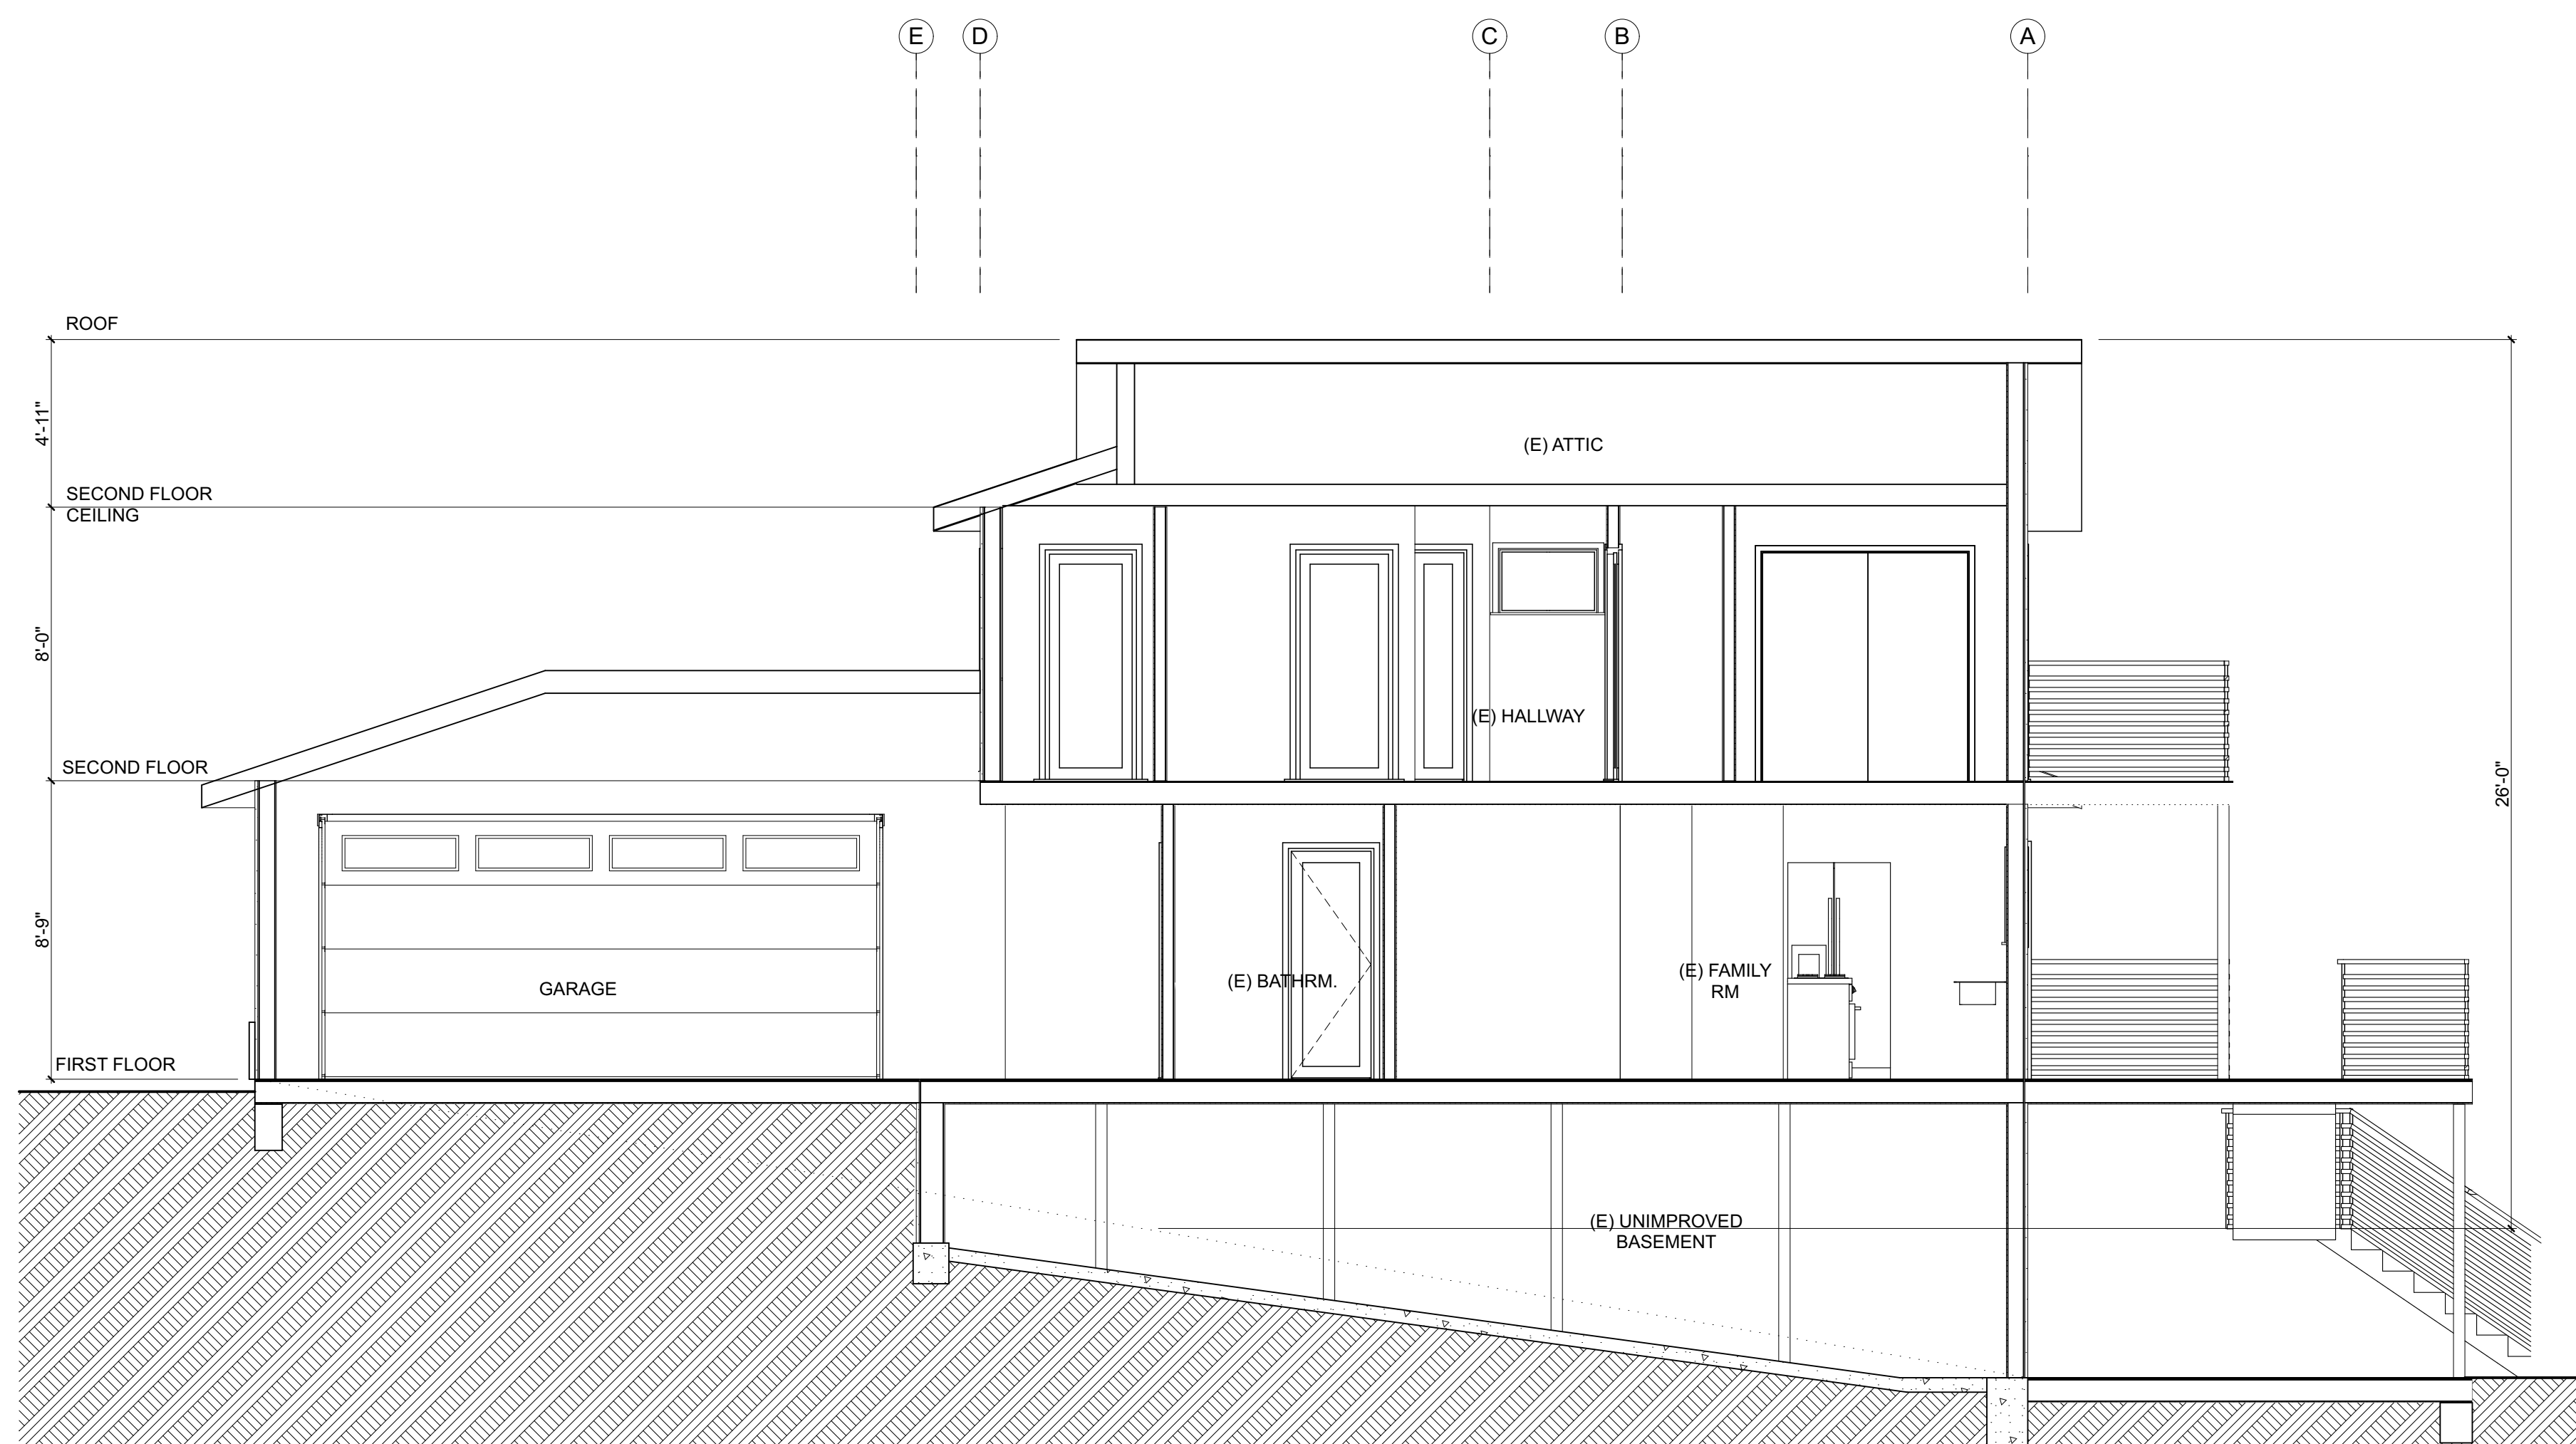 E
D
C
B
A
ROOF
4'-11"
(E) ATTIC
SECOND FLOOR
CEILING
8'-0"
(E) HALLWAY
SECOND FLOOR
26'-0"
8'-9"
GARAGE
(E) BATHRM.
(E) FAMILY
RM
FIRST FLOOR
(E) UNIMPROVED
BASEMENT